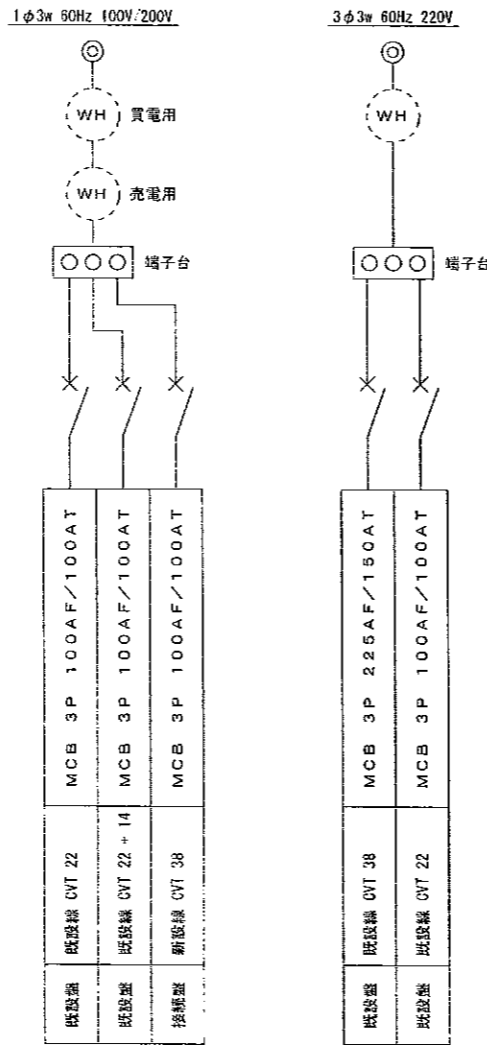 1φ3w 60Hz 100V/200V
WH 買電用
WH 売電用
端子台
MCB 3P 100AF/100AT
MCB 3P 100AF/100AT
MCB 3P 100AF/100AT
既設線 CVT 22
既設線 CVT 22 + 14
新設線 CVT 38
既設盤
既設盤
接続盤
3φ3w 60Hz 220V
WH
端子台
MCB 3P 225AF/150AT
MCB 3P 100AF/100AT
既設線 CVT 38
既設線 CVT 22
既設盤
既設盤